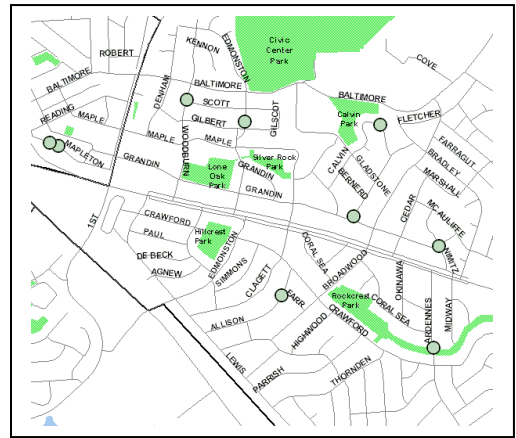 Civic
Center
Park
KENNON
EDMONSTON
ROBERT
COVE
BALTIMORE
DENHAM
BALTIMORE
BALTIMORE
SCOTT
GILSCOT
READING
MAPLE
GILBERT
Calvin
Park
FLETCHER
MAPLE
WOODBURN
MAPLE
FARRAGUT
BRADLEY
MARSHALL
MAPLETON
GRANDIN
Silver Rock
Park
GRANDIN
Lone
Oak
Park
GRANDIN
CALVIN
GLADSTONE
BERNERD
CEDAR
MC AULIFFE
1ST
CRAWFORD
PAUL
Hillcrest
Park
DE BECK
AGNEW
EDMONSTON
SIMMONS
CLAGETT
CORAL SEA
BROADWOOD
NIMITZ
OKINAWA
FARR
Rockcrest
Park
CORAL SEA
ARDENNES
MIDWAY
ALLISON
HIGHWOOD
CRAWFORD
LEWIS
PARRISH
THORNDEN